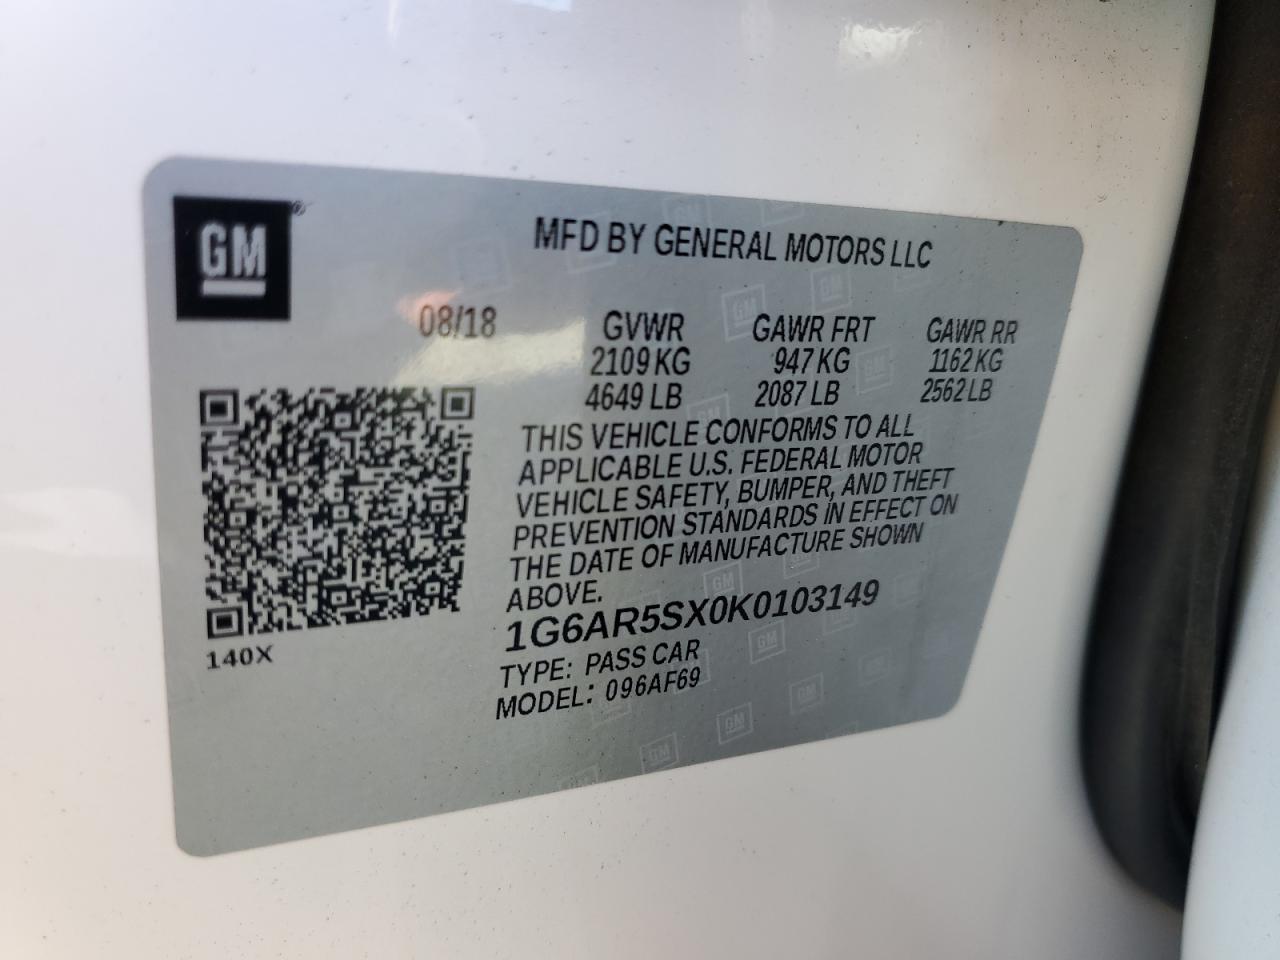 GM
MFD BY GENERAL MOTORS LLC
08/18
GVWR GAWR FRT GAWR RR
2109 KG 947 KG 1162 KG
4649 LB 2087 LB 2562 LB
THIS VEHICLE CONFORMS TO ALL
APPLICABLE U.S. FEDERAL MOTOR
VEHICLE SAFETY, BUMPER, AND THEFT
PREVENTION STANDARDS IN EFFECT ON
THE DATE OF MANUFACTURE SHOWN
ABOVE.
1G6AR5SX0K0103149
TYPE: PASS CAR
MODEL: 096AF69
140X